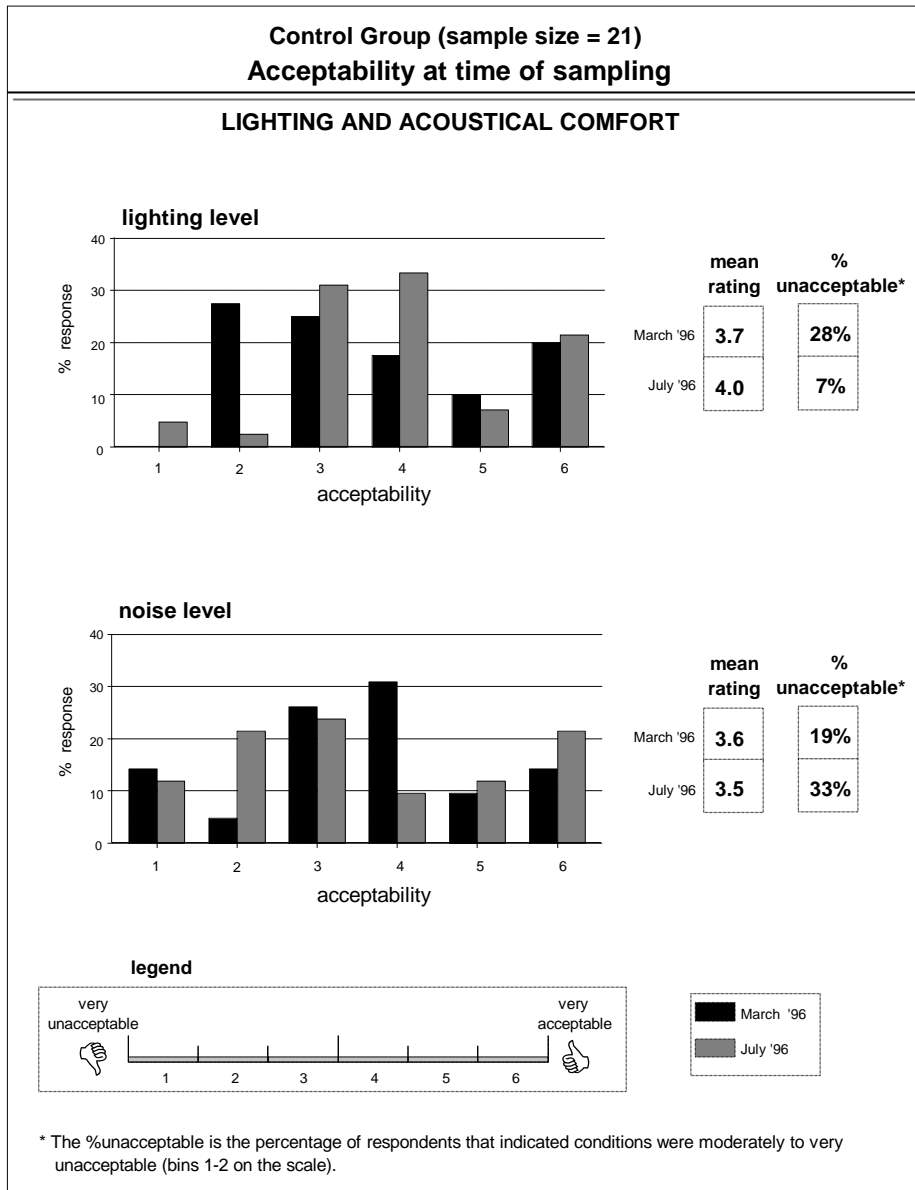 Control Group (sample size = 21)
Acceptability at time of sampling
LIGHTING AND ACOUSTICAL COMFORT
lighting level
40
30
20
10
0
% response
1 2 3 4 5 6
acceptability
mean rating
% unacceptable*
March '96 3.7 28%
July '96 4.0 7%
noise level
40
30
20
10
0
% response
1 2 3 4 5 6
acceptability
mean rating
% unacceptable*
March '96 3.6 19%
July '96 3.5 33%
legend
very unacceptable
very acceptable
1 2 3 4 5 6
March '96
July '96
* The %unacceptable is the percentage of respondents that indicated conditions were moderately to very
unacceptable (bins 1-2 on the scale).